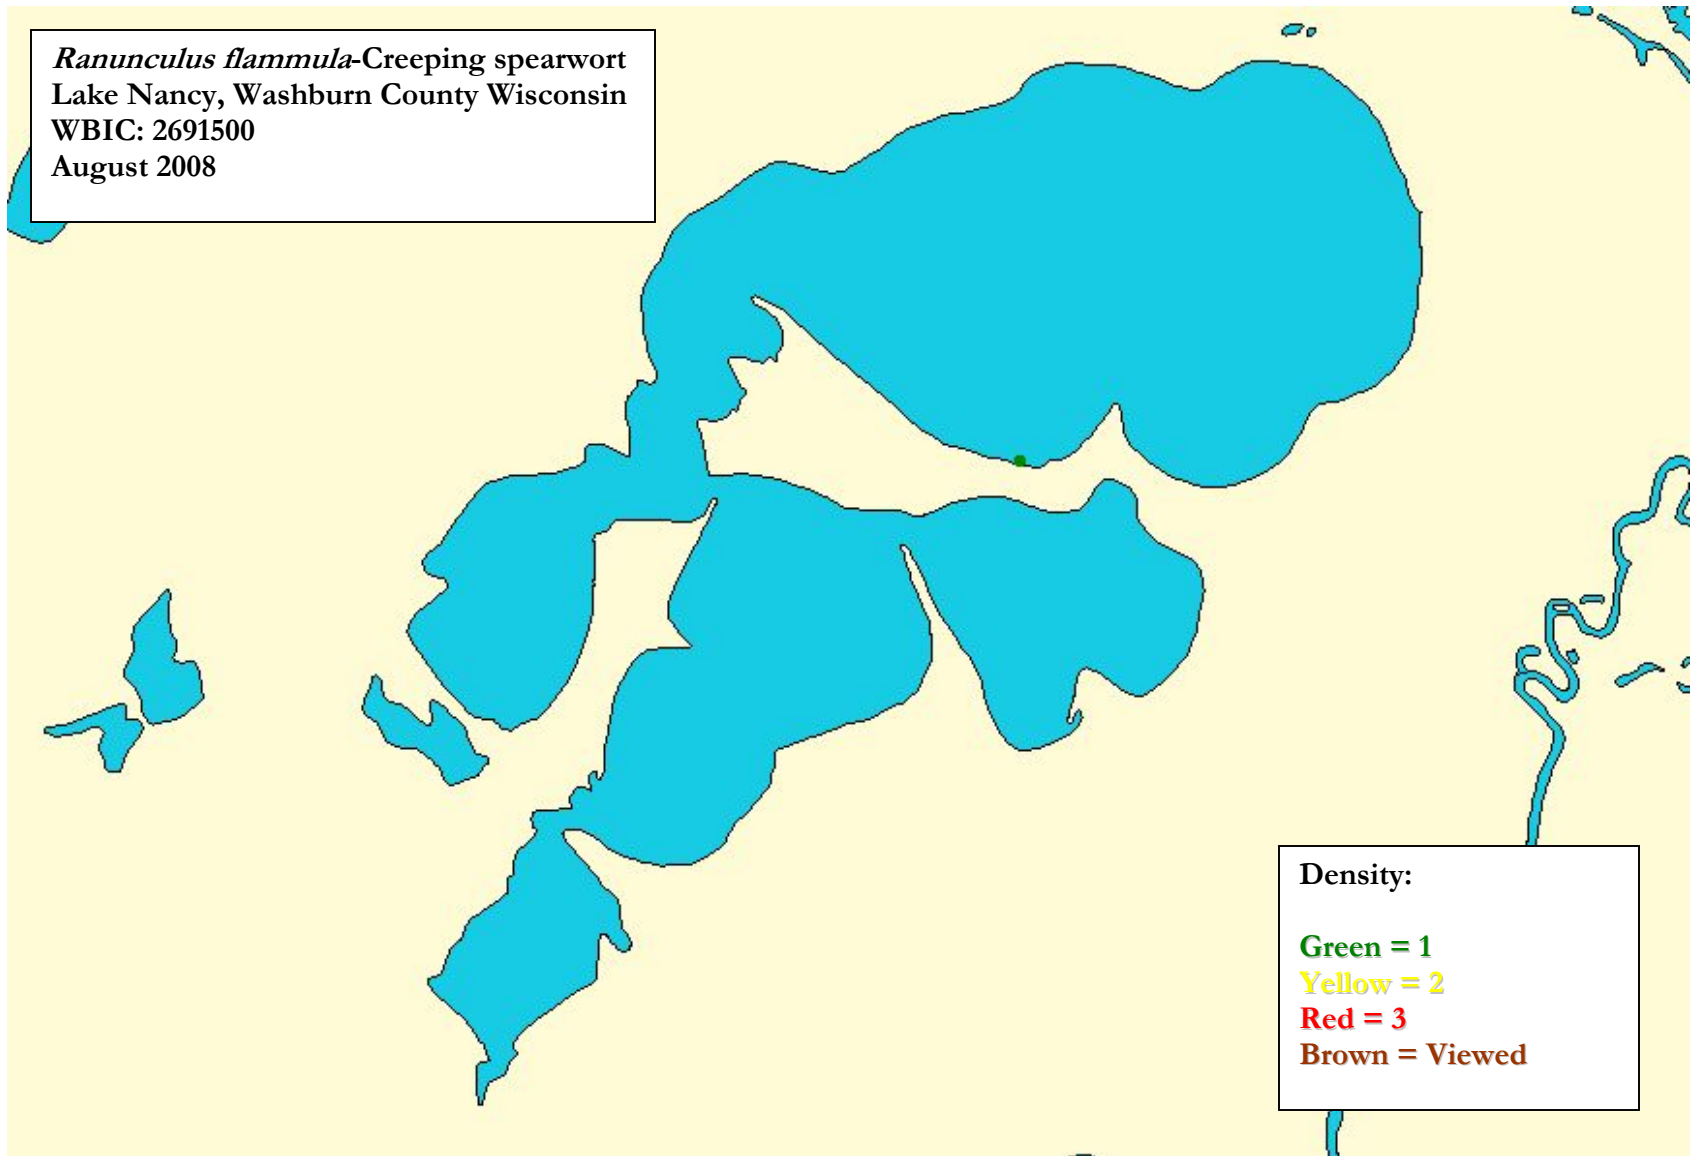 Ranunculus flammula-Creeping spearwort
Lake Nancy, Washburn County Wisconsin
WBIC: 2691500
August 2008
Density:
Green = 1
Yellow = 2
Red = 3
Brown = Viewed